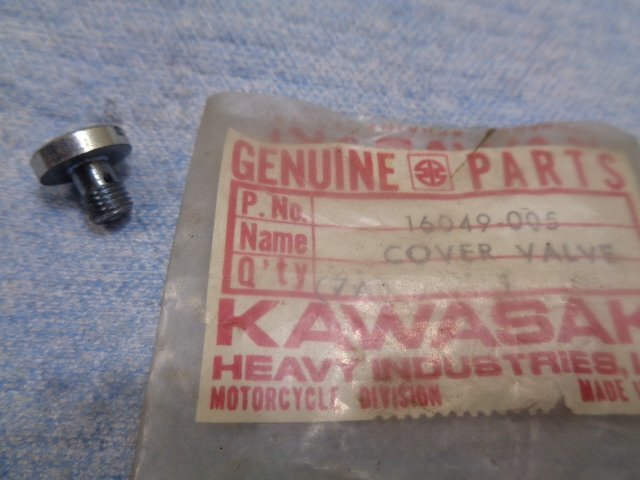 GENUINE PARTS
P. No. 16049-005
Name COVER VALVE
Q'ty 1
KAWASAK
HEAVY INDUSTRIES,
MOTORCYCLE DIVISION MADE